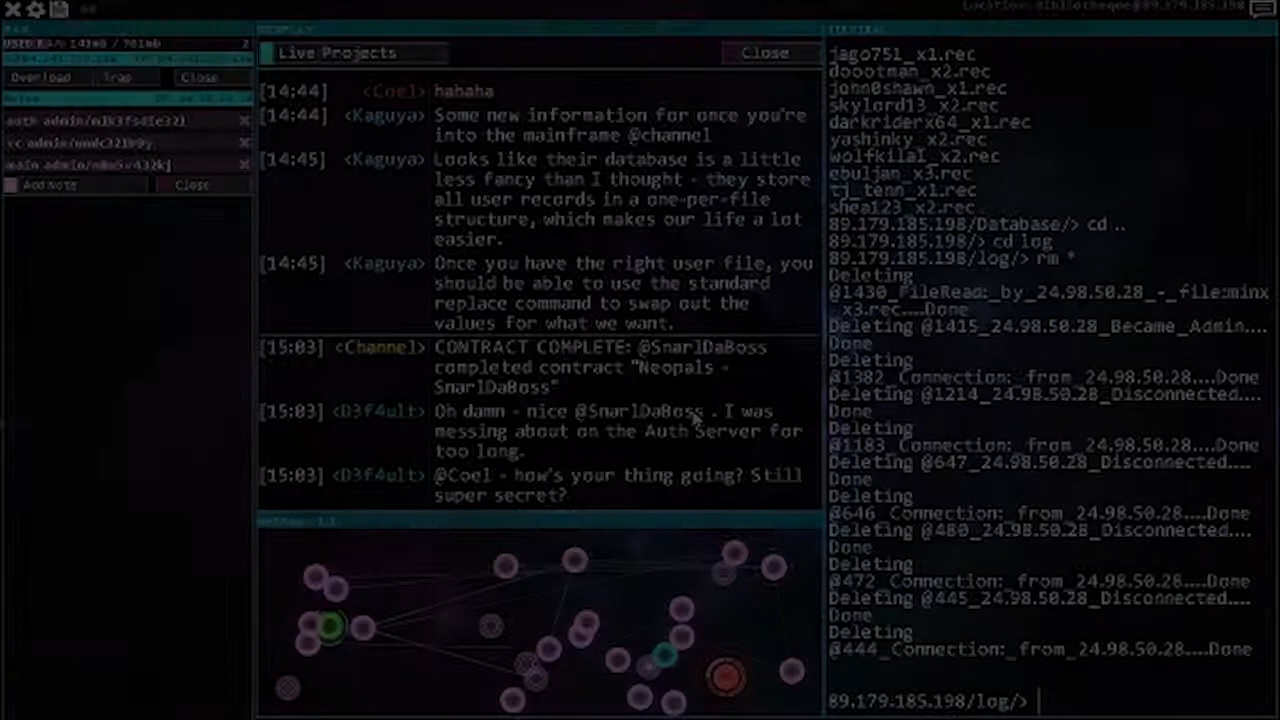 Location: Bibliotheque@89.179.185.198
Live Projects
Close
Overload
Trap
Close
Add Note
Close
[14:44] <Coel> hahaha
[14:44] <Kaguya> Some new information for once you're
into the mainframe @channel
[14:45] <Kaguya> Looks like their database is a little
less fancy than I thought - they store
all user records in a one-per-file
structure, which makes our life a lot
easier.
[14:45] <Kaguya> Once you have the right user file, you
should be able to use the standard
replace command to swap out the
values for what we want.
[15:03] <Channel> CONTRACT COMPLETE: @SnarlDaBoss
completed contract "Neopals -
SnarlDaBoss"
[15:03] <D3f4ult> Oh damn - nice @SnarlDaBoss . I was
messing about on the Auth Server for
too long.
[15:03] <D3f4ult> @Coel - how's your thing going? Still
super secret?
jago751_x1.rec
doootman_x2.rec
john0shawn_x1.rec
skylord13_x2.rec
darkriderx64_x1.rec
yashinky_x2.rec
wolfkilal_x2.rec
ebuljan_x3.rec
tj_tenn_x1.rec
shea123_x2.rec
89.179.185.198/Database/> cd ..
89.179.185.198/> cd log
89.179.185.198/log/> rm *
Deleting
@1430_FileRead:_by_24.98.50.28_-_file:minx
_x3.rec....Done
Deleting @1415_24.98.50.28_Became_Admin....
Done
Deleting
@1382_Connection:_from_24.98.50.28....Done
Deleting @1214_24.98.50.28_Disconnected....
Done
Deleting
@1183_Connection:_from_24.98.50.28....Done
Deleting @647_24.98.50.28_Disconnected....
Done
Deleting
@646_Connection:_from_24.98.50.28....Done
Deleting @480_24.98.50.28_Disconnected....
Done
Deleting
@472_Connection:_from_24.98.50.28....Done
Deleting @445_24.98.50.28_Disconnected....
Done
Deleting
@444_Connection:_from_24.98.50.28....Done
89.179.185.198/log/>